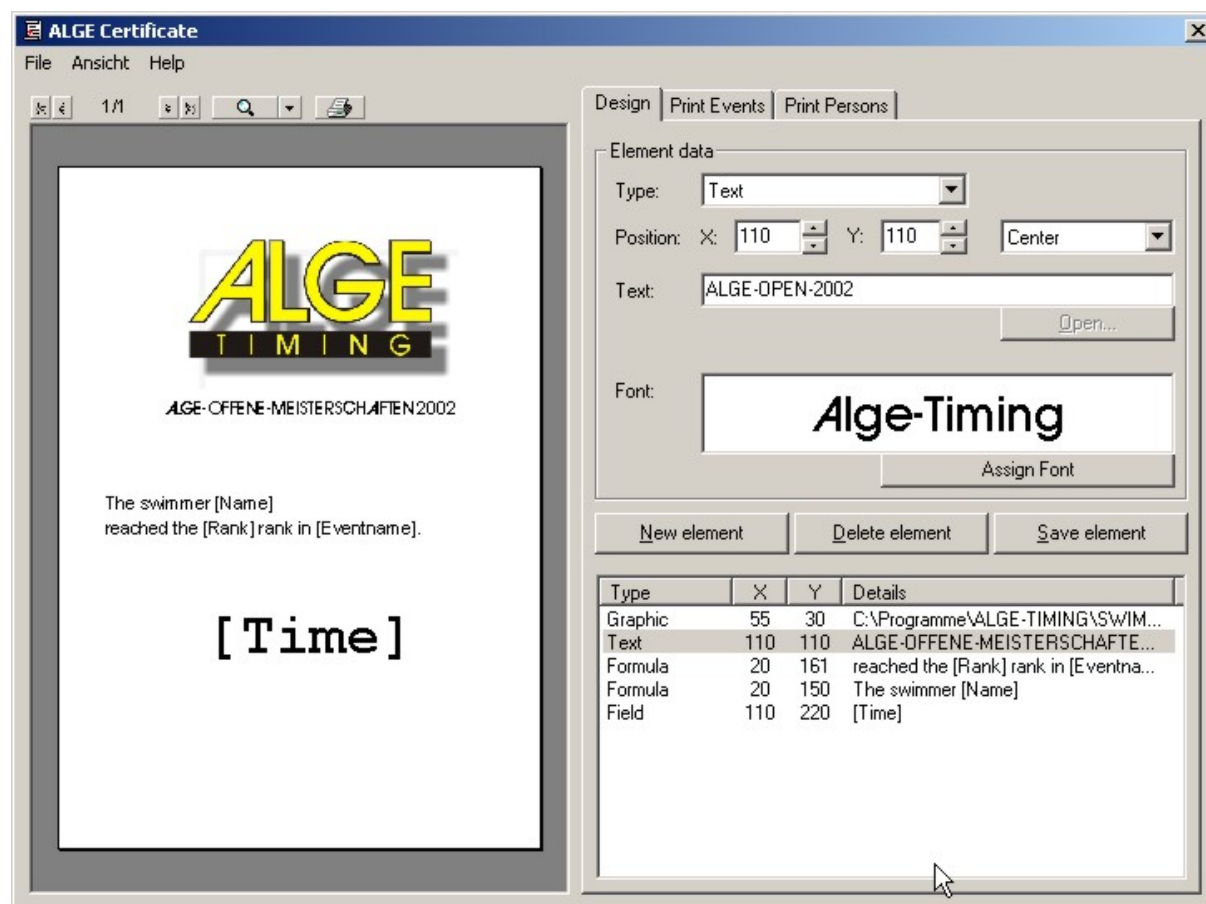 ALGE Certificate
File Ansicht Help
1/1
ALGE
TIMING
ALGE-OFFENE-MEISTERSCHAFTEN 2002
The swimmer [Name]
reached the [Rank] rank in [Eventname].
[Time]
Design Print Events Print Persons
Element data
Type: Text
Position: X: 110 Y: 110 Center
Text: ALGE-OPEN-2002
Open...
Font: Alge-Timing
Assign Font
New element Delete element Save element
Type X Y Details
Graphic 55 30 C:\Programme\ALGE-TIMING\SWIM...
Text 110 110 ALGE-OFFENE-MEISTERSCHAFTE...
Formula 20 161 reached the [Rank] rank in [Eventna...
Formula 20 150 The swimmer [Name]
Field 110 220 [Time]